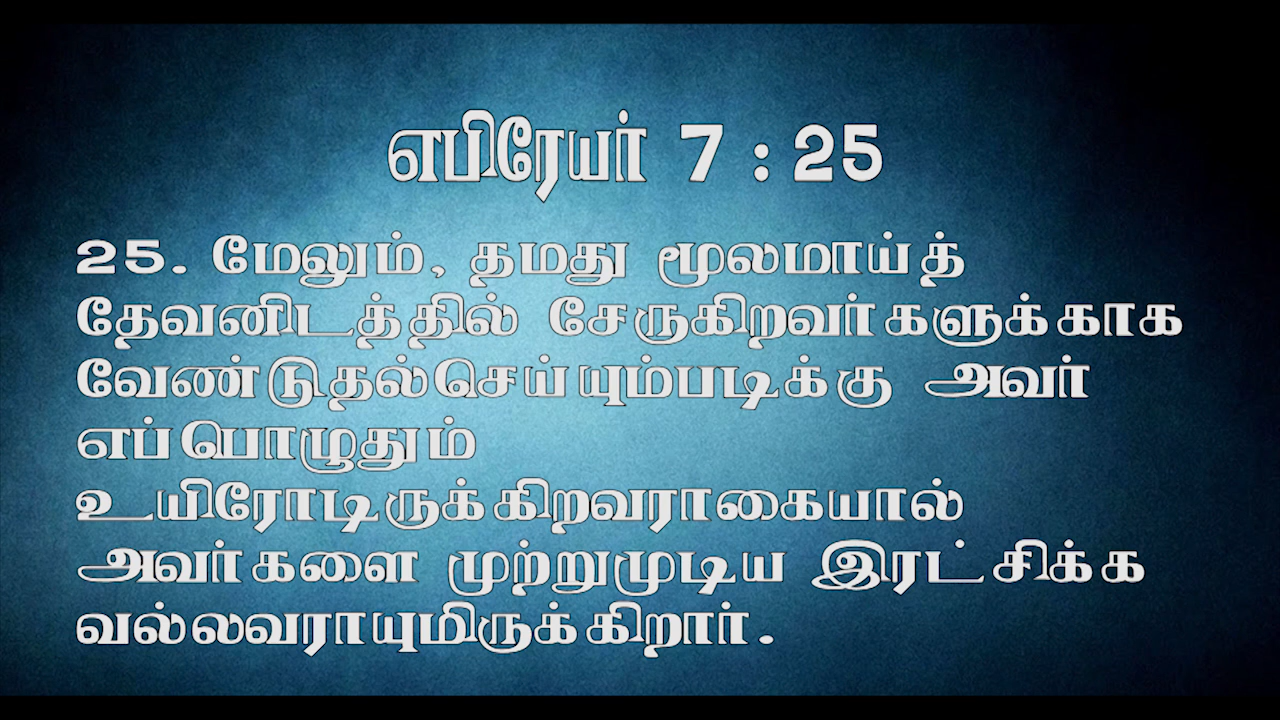 எபிரேயர் 7 : 25
25. மேலும், தமது மூலமாய்த்
தேவனிடத்தில் சேருகிறவர்களுக்காக
வேண்டுதல்செய்யும்படிக்கு அவர்
எப்பொழுதும்
உயிரோடிருக்கிறவராகையால்
அவர்களை முற்றுமுடிய இரட்சிக்க
வல்லவராயுமிருக்கிறார்.